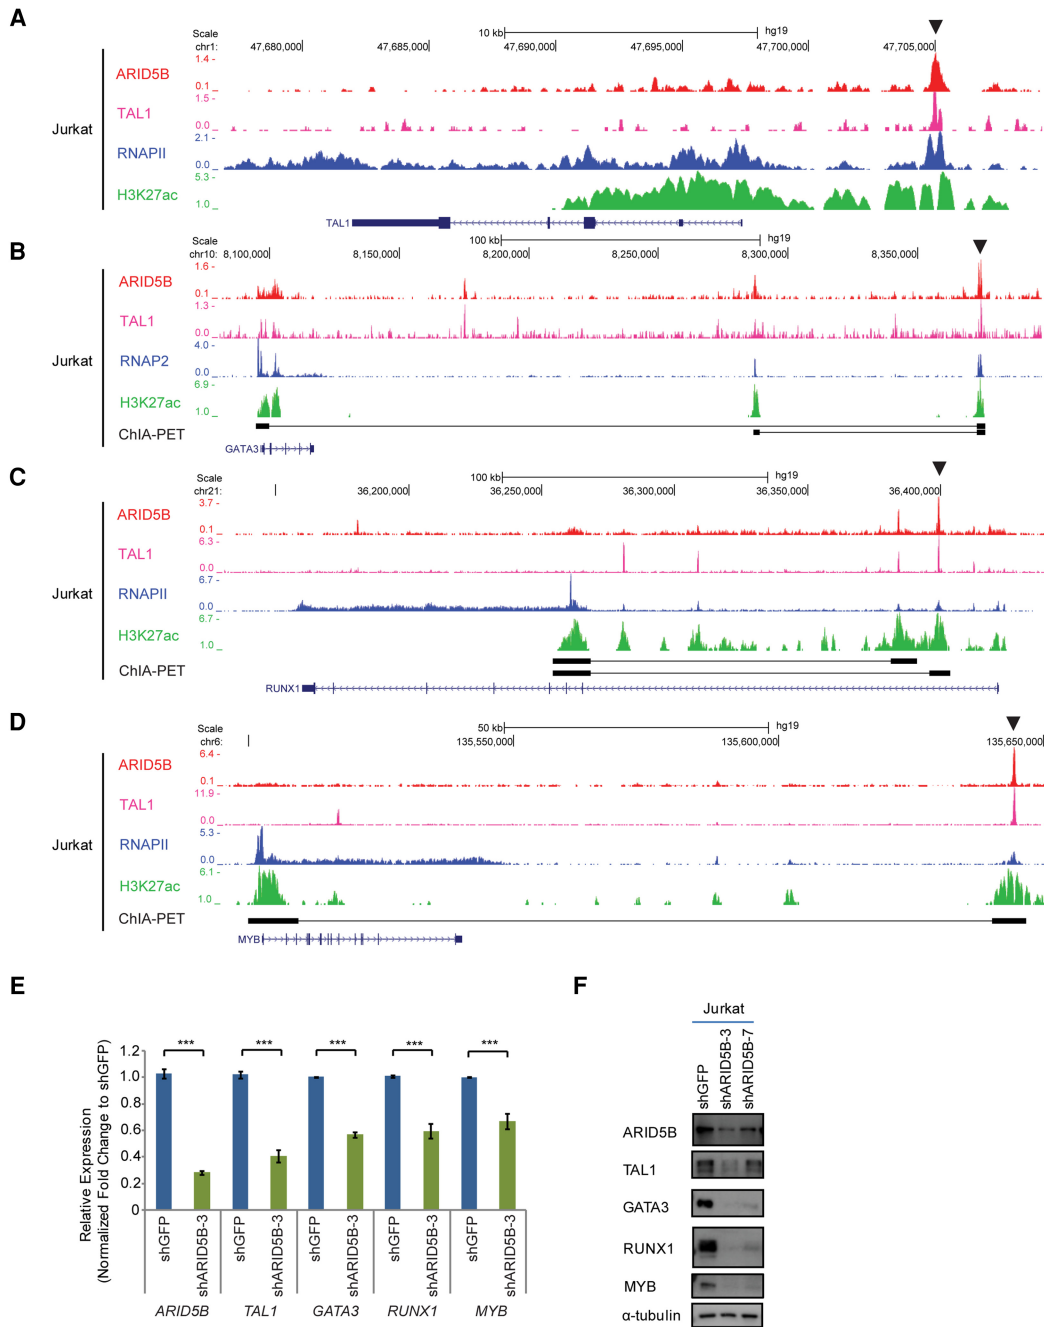 A
Scale
10 kb
hg19
chr1:
47,680,000
47,685,000
47,690,000
47,695,000
47,700,000
47,705,000
Jurkat
ARID5B
1.4 -
0.1 _
TAL1
1.5 -
0.0 _
RNAPII
2.1 -
0.0 _
H3K27ac
5.3 -
1.0 _
TAL1
B
Scale
100 kb
hg19
chr10:
8,100,000
8,150,000
8,200,000
8,250,000
8,300,000
8,350,000
Jurkat
ARID5B
1.6 -
0.1 _
TAL1
1.3 -
0.0 _
RNAP2
4.0 -
0.0 _
H3K27ac
6.9 -
1.0 _
ChIA-PET
GATA3
C
Scale
100 kb
hg19
chr21:
36,200,000
36,250,000
36,300,000
36,350,000
36,400,000
Jurkat
ARID5B
3.7 -
0.1 _
TAL1
6.3 -
0.0 _
RNAPII
6.7 -
0.0 _
H3K27ac
6.7 -
1.0 _
ChIA-PET
ChIA-PET
RUNX1
D
Scale
50 kb
hg19
chr6:
135,550,000
135,600,000
135,650,000
Jurkat
ARID5B
6.4 -
0.1 _
TAL1
11.9 -
0.0 _
RNAPII
5.3 -
0.0 _
H3K27ac
6.1 -
1.0 _
ChIA-PET
MYB
E
Relative Expression
(Normalized Fold Change to shGFP)
1.2
1.0
0.8
0.6
0.4
0.2
0
***
***
***
***
***
shGFP
shARID5B-3
shGFP
shARID5B-3
shGFP
shARID5B-3
shGFP
shARID5B-3
shGFP
shARID5B-3
ARID5B
TAL1
GATA3
RUNX1
MYB
F
Jurkat
shGFP
shARID5B-3
shARID5B-7
ARID5B
TAL1
GATA3
RUNX1
MYB
α-tubulin